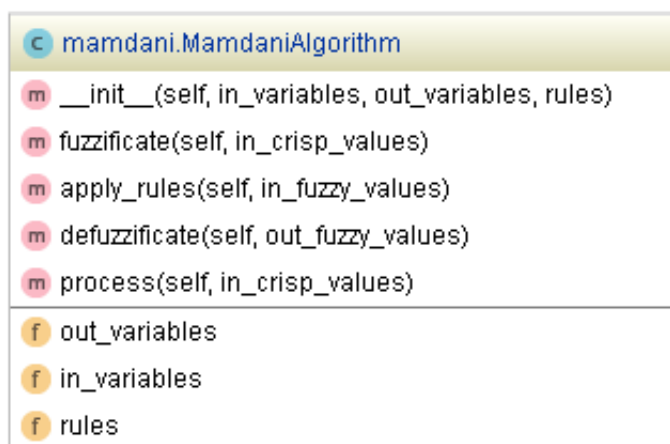 c mamdani.MamdaniAlgorithm
m __init__(self, in_variables, out_variables, rules)
m fuzzificate(self, in_crisp_values)
m apply_rules(self, in_fuzzy_values)
m defuzzificate(self, out_fuzzy_values)
m process(self, in_crisp_values)
f out_variables
f in_variables
f rules